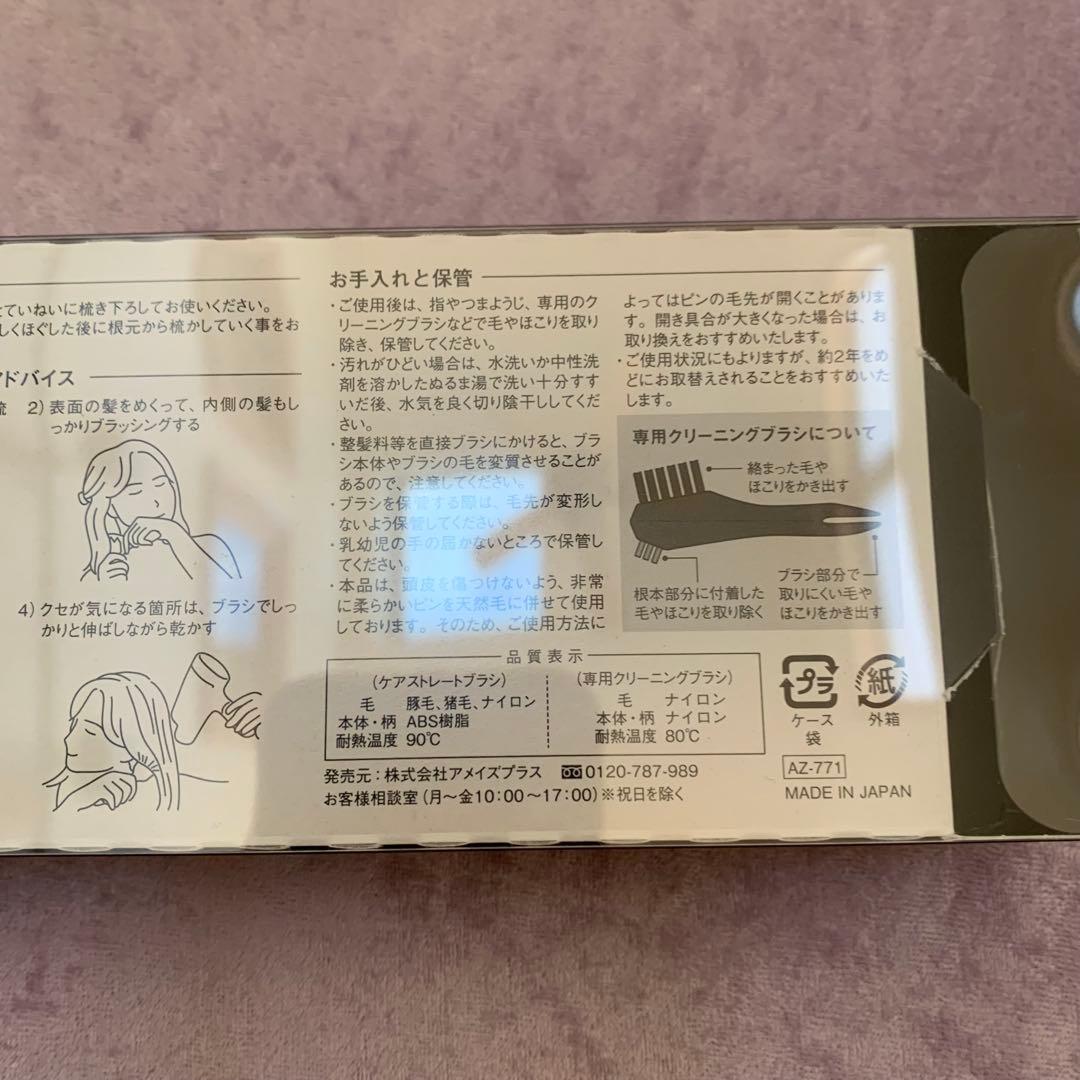 ていねいに梳き下ろしてお使いください。
しくほぐした後に根元から梳かしていく事をお
アドバイス
梳
2) 表面の髪をめくって、内側の髪もし
っかりブラッシングする
4) クセが気になる箇所は、ブラシでしっ
かりと伸ばしながら乾かす
お手入れと保管
・ご使用後は、指やつまようじ、専用のク
リーニングブラシなどで毛やほこりを取り
除き、保管してください。
・汚れがひどい場合は、水洗いか中性洗
剤を溶かしたぬるま湯で洗い十分すす
いだ後、水気を良く切り陰干ししてくだ
さい。
・整髪料等を直接ブラシにかけると、ブラ
シ本体やブラシの毛を変質させることが
あるので、注意してください。
・ブラシを保管する際は、毛先が変形し
ないよう保管してください。
・乳幼児の手の届かないところで保管し
てください。
・本品は、頭皮を傷つけないよう、非常
に柔らかいピンを天然毛に併せて使用
しております。そのため、ご使用方法に
よってはピンの毛先が開くことがありま
す。開き具合が大きくなった場合は、お
取り換えをおすすめいたします。
・ご使用状況にもよりますが、約2年をめ
どにお取替えされることをおすすめいた
します。
専用クリーニングブラシについて
絡まった毛や
ほこりをかき出す
根本部分に付着した
毛やほこりを取り除く
ブラシ部分で
取りにくい毛や
ほこりをかき出す
品質表示
(ケアストレートブラシ)
毛 豚毛、猪毛、ナイロン
本体・柄 ABS樹脂
耐熱温度 90℃
(専用クリーニングブラシ)
毛 ナイロン
本体・柄 ナイロン
耐熱温度 80℃
発売元：株式会社アメイズプラス 0120-787-989
お客様相談室(月〜金10：00〜17：00)※祝日を除く
プラ
ケース
袋
紙
外箱
AZ-771
MADE IN JAPAN